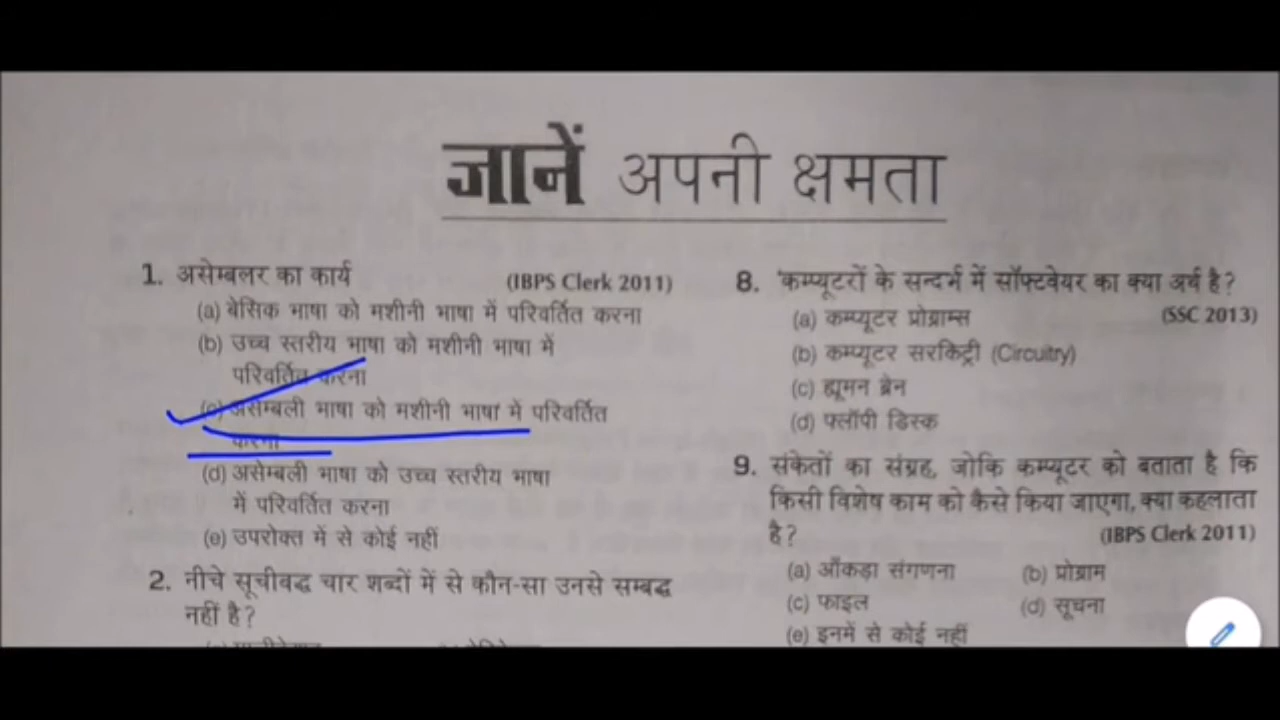 जानें अपनी क्षमता
1. असेम्बलर का कार्य (IBPS Clerk 2011)
(a) बेसिक भाषा को मशीनी भाषा में परिवर्तित करना
(b) उच्च स्तरीय भाषा को मशीनी भाषा में
परिवर्तित करना
(c) असेम्बली भाषा को मशीनी भाषा में परिवर्तित
करना
(d) असेम्बली भाषा को उच्च स्तरीय भाषा
में परिवर्तित करना
(e) उपरोक्त में से कोई नहीं
2. नीचे सूचीबद्ध चार शब्दों में से कौन-सा उनसे सम्बद्ध
नहीं है?
8. 'कम्प्यूटरों के सन्दर्भ में सॉफ्टवेयर का क्या अर्थ है?
(a) कम्प्यूटर प्रोग्राम्स (SSC 2013)
(b) कम्प्यूटर सरकिट्री (Circuitry)
(c) ह्यूमन ब्रेन
(d) फ्लॉपी डिस्क
9. संकेतों का संग्रह, जोकि कम्प्यूटर को बताता है कि
किसी विशेष काम को कैसे किया जाएगा, क्या कहलाता
है? (IBPS Clerk 2011)
(a) आँकड़ा संगणना (b) प्रोग्राम
(c) फाइल (d) सूचना
(e) इनमें से कोई नहीं